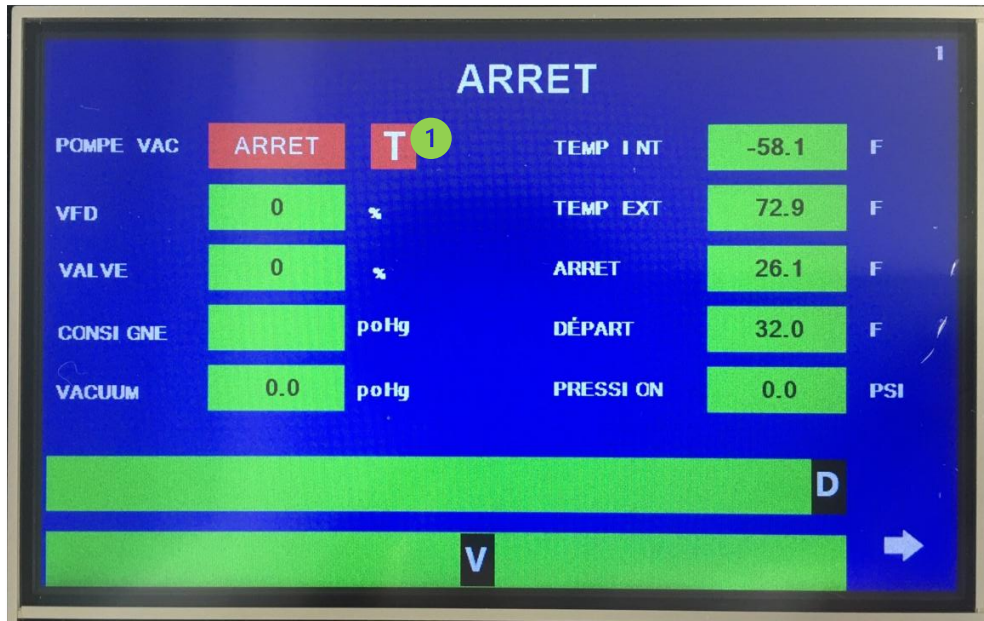 1
ARRET
POMPE VAC ARRET T 1 TEMP INT -58.1 F
VFD 0 % TEMP EXT 72.9 F
VALVE 0 % ARRET 26.1 F
CONSIGNE poHg DÉPART 32.0 F
VACUUM 0.0 poHg PRESSION 0.0 PSI
D
V